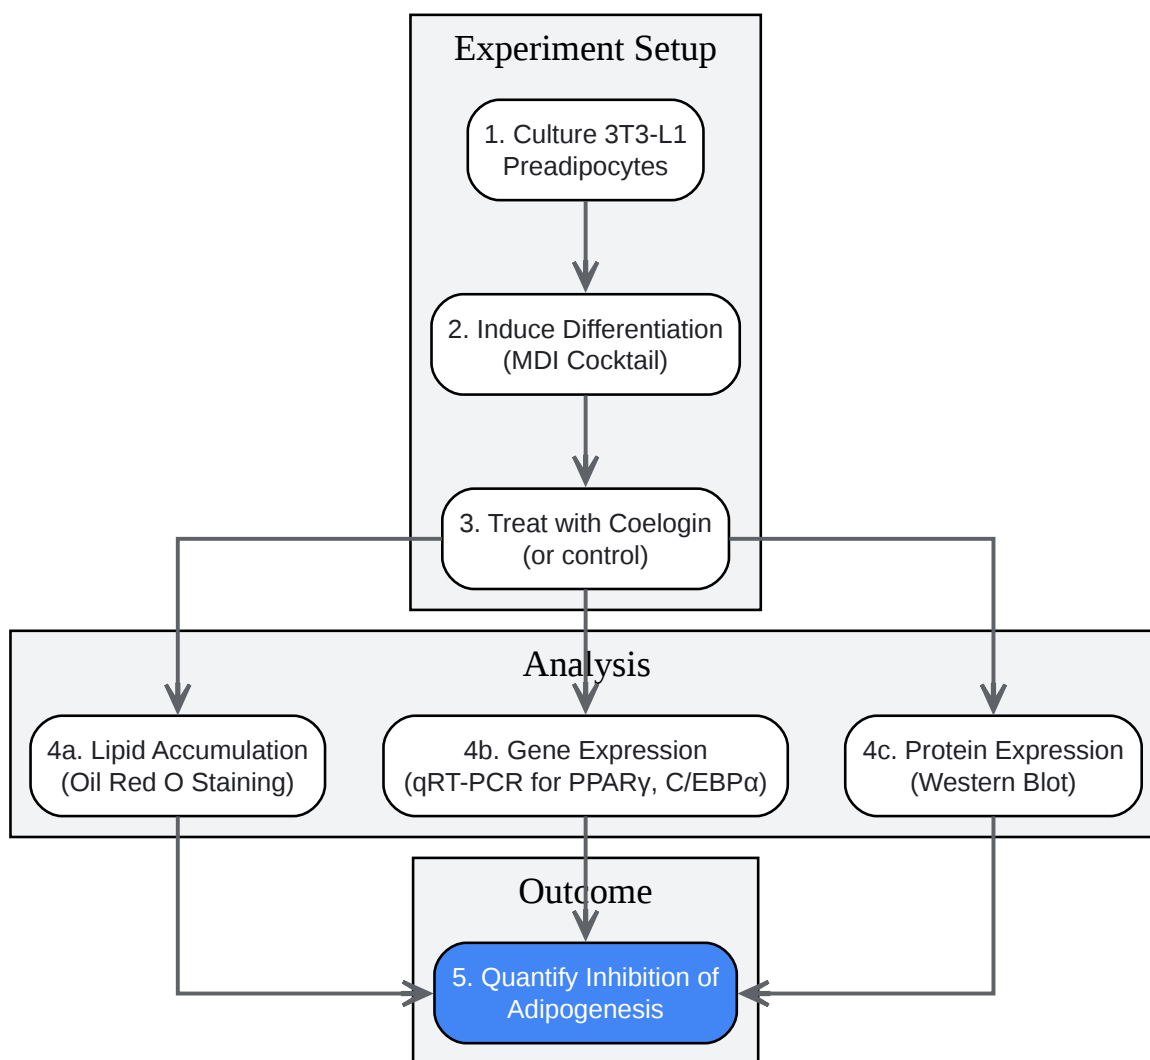 Experiment Setup
1. Culture 3T3-L1
Preadipocytes
2. Induce Differentiation
(MDI Cocktail)
3. Treat with Coelogin
(or control)
Analysis
4a. Lipid Accumulation
(Oil Red O Staining)
4b. Gene Expression
(qRT-PCR for PPARγ, C/EBPα)
4c. Protein Expression
(Western Blot)
Outcome
5. Quantify Inhibition of
Adipogenesis